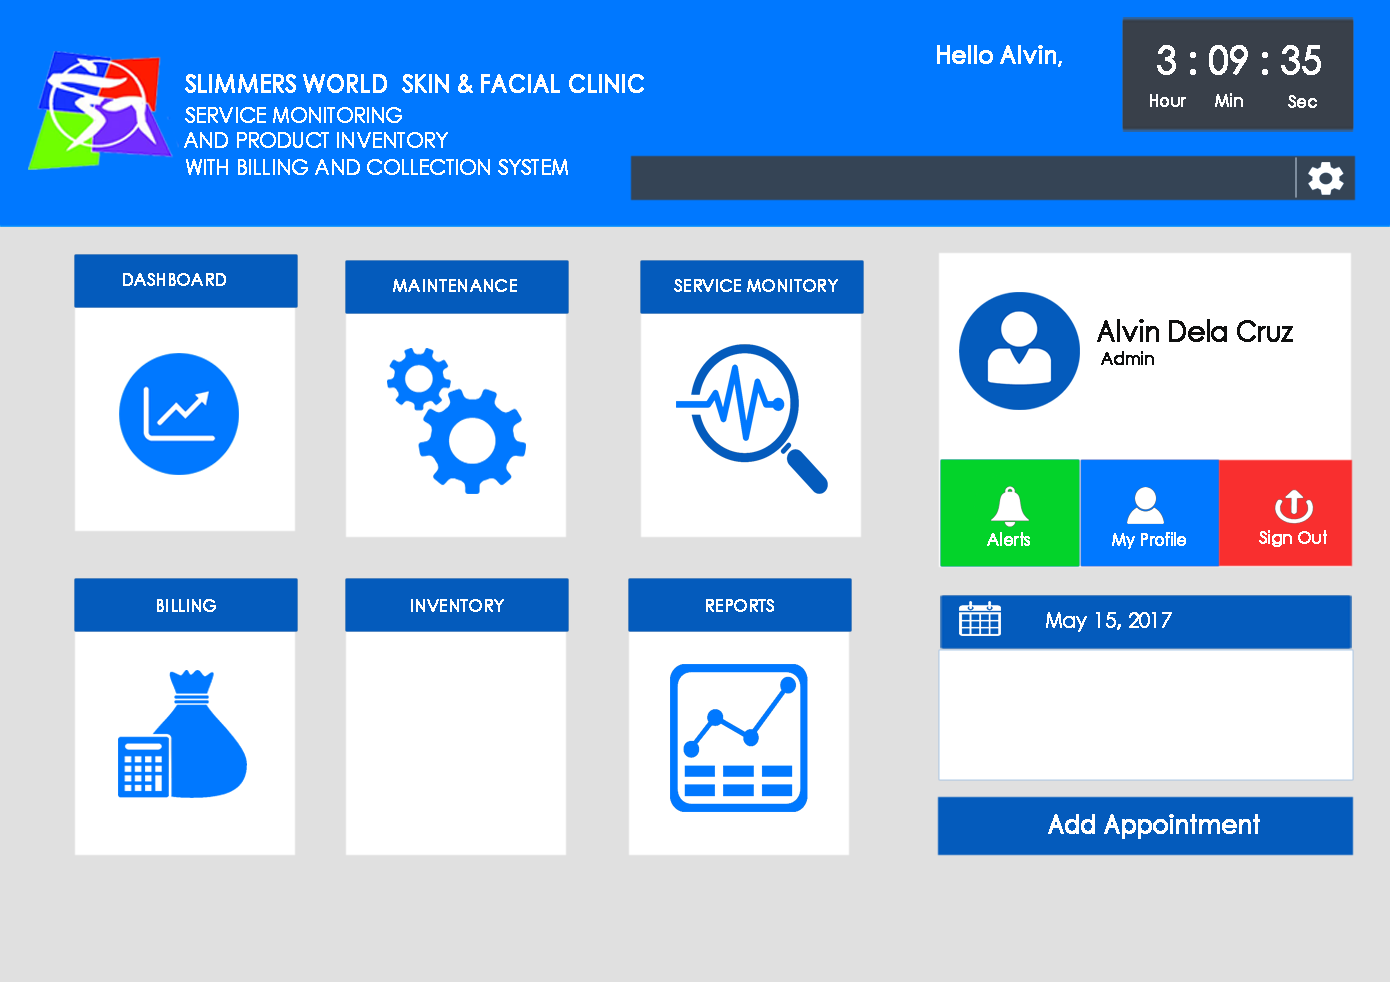 Hello Alvin,
3 : 09 : 35
Hour Min Sec
SLIMMERS WORLD SKIN & FACIAL CLINIC
SERVICE MONITORING
AND PRODUCT INVENTORY
WITH BILLING AND COLLECTION SYSTEM
DASHBOARD
MAINTENANCE
SERVICE MONITORY
Alvin Dela Cruz
Admin
Alerts
My Profile
Sign Out
BILLING
INVENTORY
REPORTS
May 15, 2017
Add Appointment